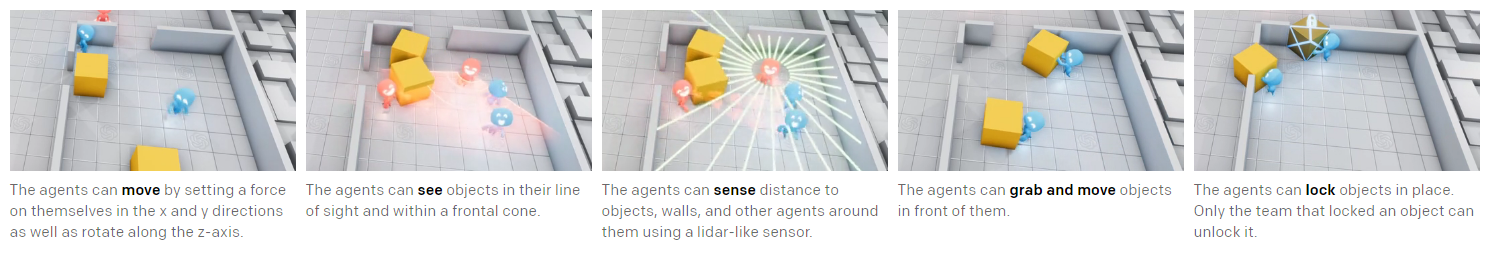 The agents can move by setting a force
on themselves in the x and y directions
as well as rotate along the z-axis.
The agents can see objects in their line
of sight and within a frontal cone.
The agents can sense distance to
objects, walls, and other agents around
them using a lidar-like sensor.
The agents can grab and move objects
in front of them.
The agents can lock objects in place.
Only the team that locked an object can
unlock it.